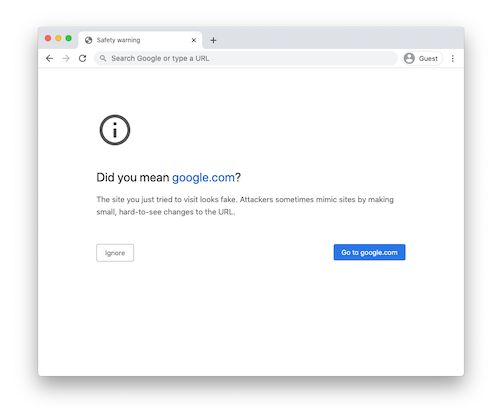 Safety warning
Search Google or type a URL
Guest
Did you mean google.com?
The site you just tried to visit looks fake. Attackers sometimes mimic sites by making
small, hard-to-see changes to the URL.
Ignore
Go to google.com